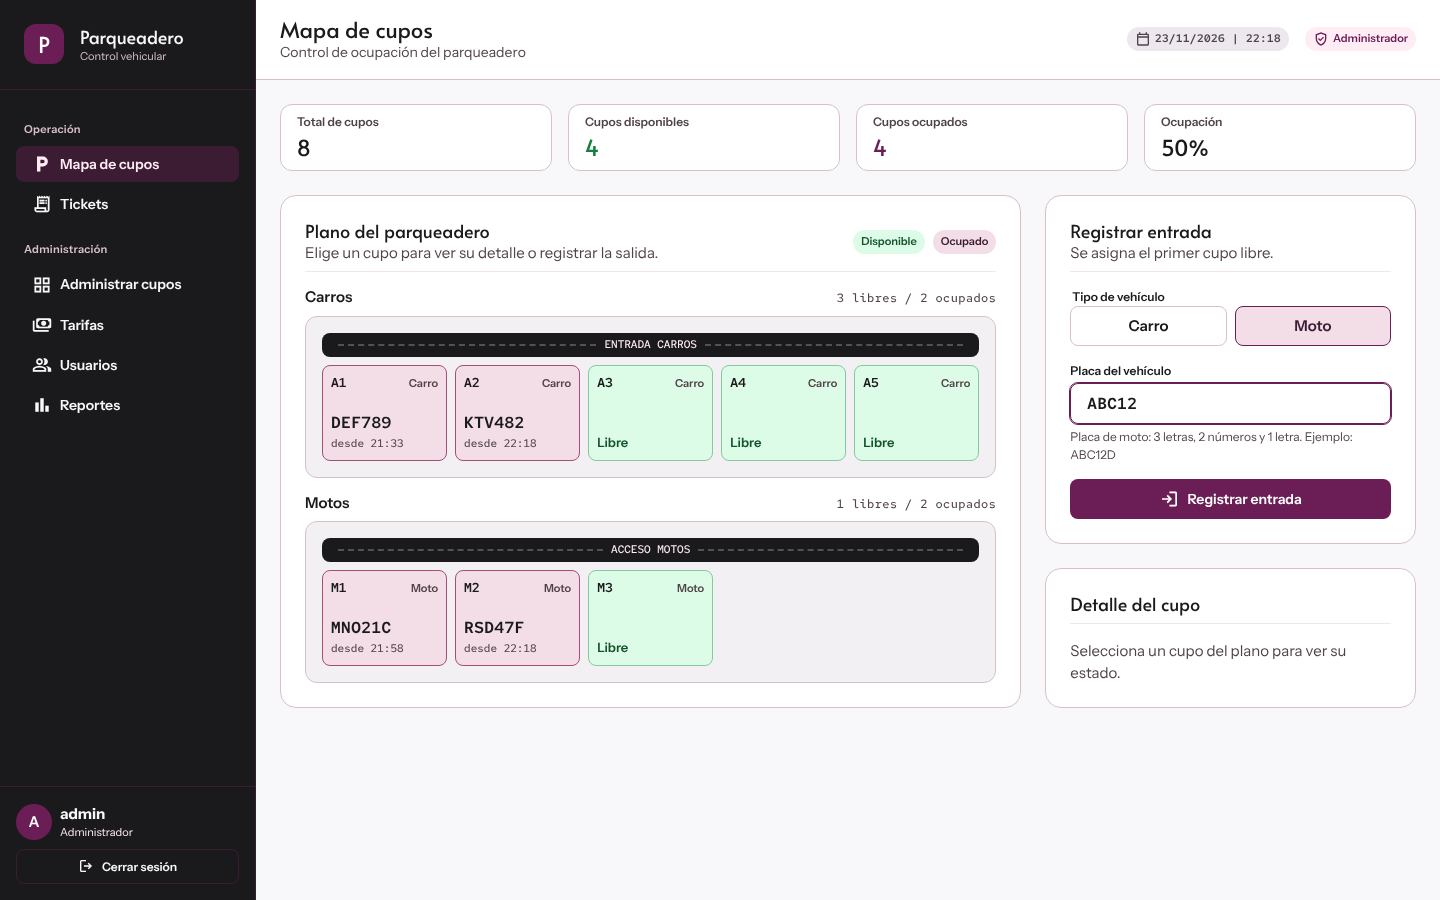 P
Parqueadero
Control vehicular
Operación
Mapa de cupos
Tickets
Administración
Administrar cupos
Tarifas
Usuarios
Reportes
A
admin
Administrador
Cerrar sesión
Mapa de cupos
Control de ocupación del parqueadero
23/11/2026 | 22:18
Administrador
Total de cupos
8
Cupos disponibles
4
Cupos ocupados
4
Ocupación
50%
Plano del parqueadero
Elige un cupo para ver su detalle o registrar la salida.
Disponible
Ocupado
Carros
3 libres / 2 ocupados
ENTRADA CARROS
A1 Carro
DEF789
desde 21:33
A2 Carro
KTV482
desde 22:18
A3 Carro
Libre
A4 Carro
Libre
A5 Carro
Libre
Motos
1 libres / 2 ocupados
ACCESO MOTOS
M1 Moto
MNO21C
desde 21:58
M2 Moto
RSD47F
desde 22:18
M3 Moto
Libre
Registrar entrada
Se asigna el primer cupo libre.
Tipo de vehículo
Carro
Moto
Placa del vehículo
ABC12
Placa de moto: 3 letras, 2 números y 1 letra. Ejemplo:
ABC12D
Registrar entrada
Detalle del cupo
Selecciona un cupo del plano para ver su
estado.